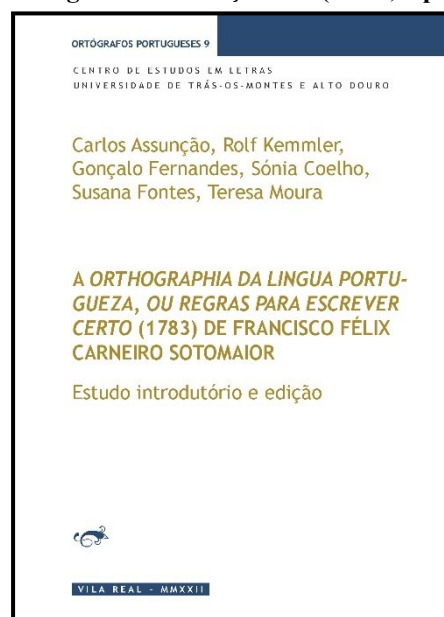 ORTÓGRAFOS PORTUGUESES 9
CENTRO DE ESTUDOS EM LETRAS
UNIVERSIDADE DE TRÁS-OS-MONTES E ALTO DOURO
Carlos Assunção, Rolf Kemmler,
Gonçalo Fernandes, Sónia Coelho,
Susana Fontes, Teresa Moura
A ORTHOGRAPHIA DA LINGUA PORTU-
GUEZA, OU REGRAS PARA ESCREVER
CERTO (1783) DE FRANCISCO FÉLIX
CARNEIRO SOTOMAIOR
Estudo introdutório e edição
VILA REAL - MMXXII